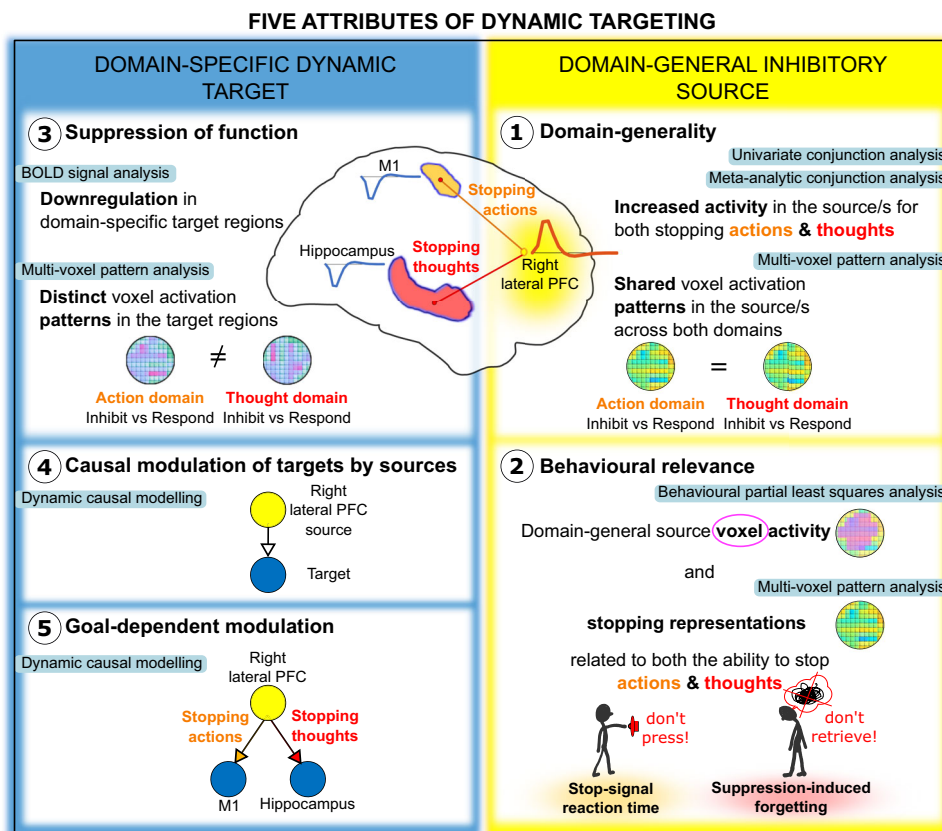 FIVE ATTRIBUTES OF DYNAMIC TARGETING
DOMAIN-SPECIFIC DYNAMIC
TARGET
3 Suppression of function
BOLD signal analysis
Downregulation in
domain-specific target regions
Multi-voxel pattern analysis
Distinct voxel activation
patterns in the target regions
≠
Action domain
Inhibit vs Respond
Thought domain
Inhibit vs Respond
M1
Stopping
actions
Hippocampus
Stopping
thoughts
Right
lateral PFC
DOMAIN-GENERAL INHIBITORY
SOURCE
1 Domain-generality
Univariate conjunction analysis
Meta-analytic conjunction analysis
Increased activity in the source/s for
both stopping actions & thoughts
Multi-voxel pattern analysis
Shared voxel activation
patterns in the source/s
across both domains
=
Action domain
Inhibit vs Respond
Thought domain
Inhibit vs Respond
4 Causal modulation of targets by sources
Dynamic causal modelling
Right
lateral PFC
source
Target
5 Goal-dependent modulation
Dynamic causal modelling
Right
lateral PFC
Stopping
actions
Stopping
thoughts
M1
Hippocampus
2 Behavioural relevance
Behavioural partial least squares analysis
Domain-general source voxel activity
and
Multi-voxel pattern analysis
stopping representations
related to both the ability to stop
actions & thoughts
don't
press!
don't
retrieve!
Stop-signal
reaction time
Suppression-induced
forgetting